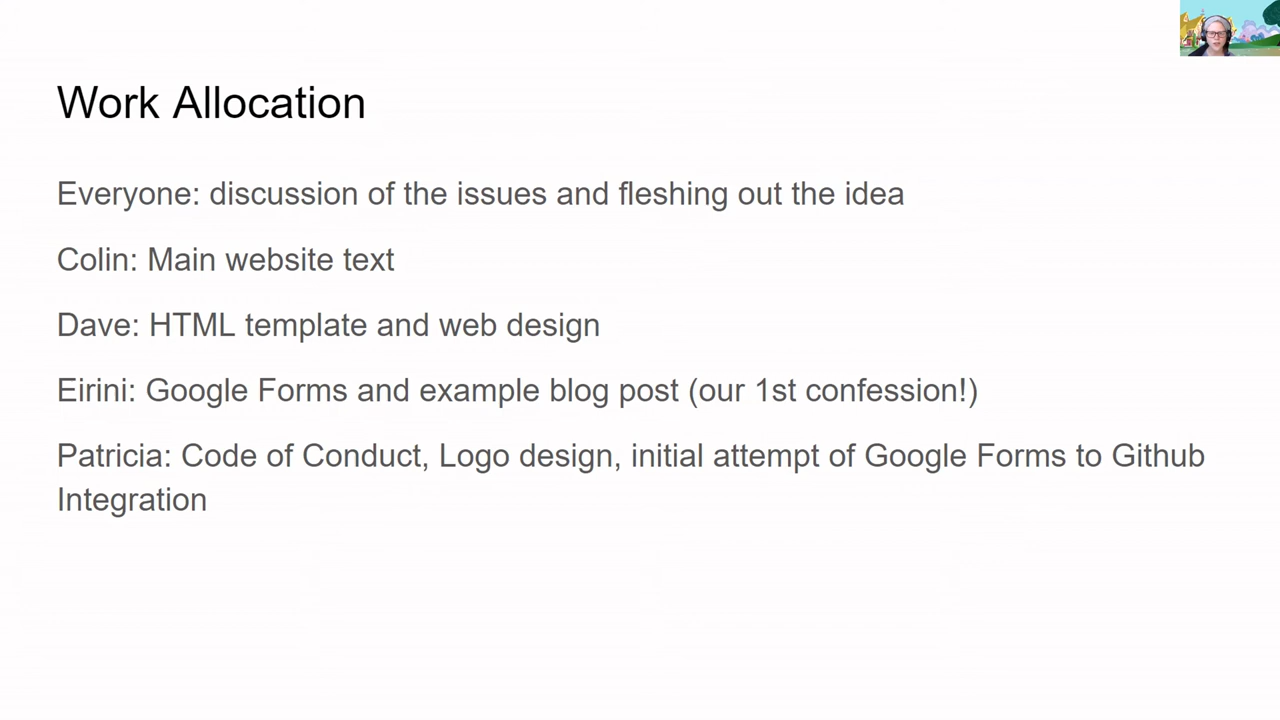 Work Allocation
Everyone: discussion of the issues and fleshing out the idea
Colin: Main website text
Dave: HTML template and web design
Eirini: Google Forms and example blog post (our 1st confession!)
Patricia: Code of Conduct, Logo design, initial attempt of Google Forms to Github
Integration